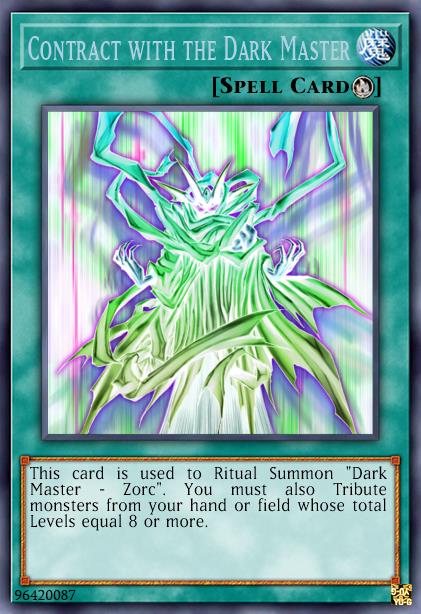 CONTRACT WITH THE DARK MASTER 魔
[SPELL CARD]
This card is used to Ritual Summon "Dark
Master - Zorc". You must also Tribute
monsters from your hand or field whose total
Levels equal 8 or more.
96420087